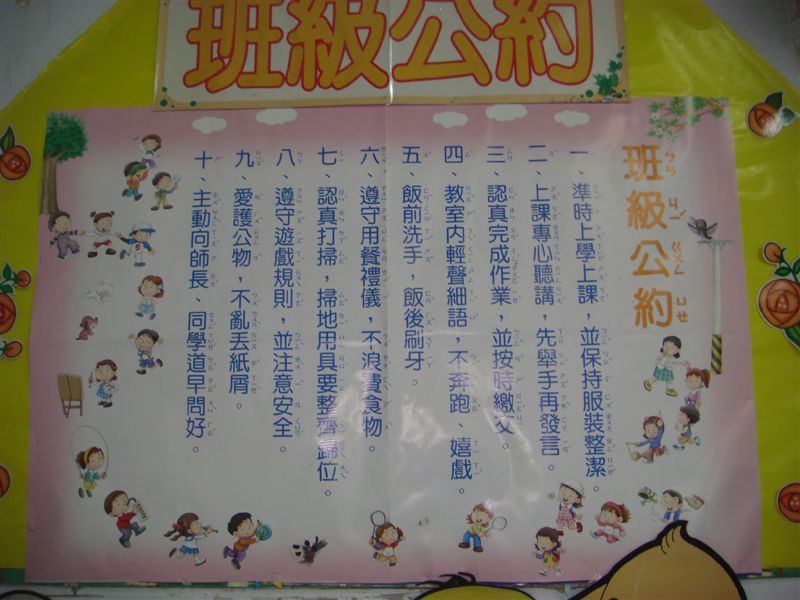 班級公約
班級公約
一、準時上學上課，並保持服裝整潔。
二、上課專心聽講，先舉手再發言。
三、認真完成作業，並按時繳交。
四、教室內輕聲細語，不奔跑、嬉戲。
五、飯前洗手，飯後刷牙。
六、遵守用餐禮儀，不浪費食物。
七、認真打掃，掃地用具要整齊歸位。
八、遵守遊戲規則，並注意安全。
九、愛護公物，不亂丟紙屑。
十、主動向師長、同學道早問好。